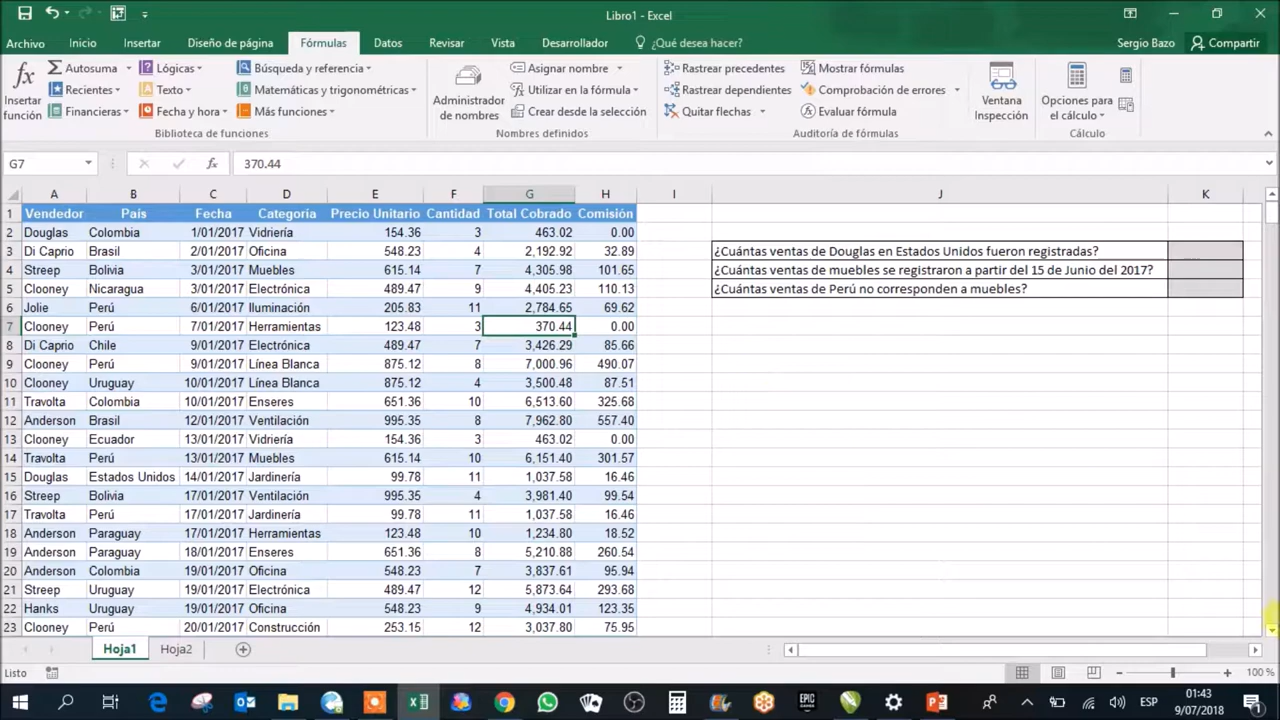 Libro1 - Excel
Archivo Inicio Insertar Diseño de página Fórmulas Datos Revisar Vista Desarrollador ¿Qué desea hacer? Sergio Bazo Compartir
fx Insertar función
Autosuma Lógicas Búsqueda y referencia
Recientes Texto Matemáticas y trigonométricas
Financieras Fecha y hora Más funciones
Biblioteca de funciones
Administrador de nombres
Asignar nombre
Utilizar en la fórmula
Crear desde la selección
Nombres definidos
Rastrear precedentes Mostrar fórmulas
Rastrear dependientes Comprobación de errores
Quitar flechas Evaluar fórmula
Auditoría de fórmulas
Ventana Inspección
Opciones para el cálculo
Cálculo
G7 fx 370.44
A B C D E F G H I J K
1 Vendedor País Fecha Categoría Precio Unitario Cantidad Total Cobrado Comisión
2 Douglas Colombia 1/01/2017 Vidriería 154.36 3 463.02 0.00
3 Di Caprio Brasil 2/01/2017 Oficina 548.23 4 2,192.92 32.89 ¿Cuántas ventas de Douglas en Estados Unidos fueron registradas?
4 Streep Bolivia 3/01/2017 Muebles 615.14 7 4,305.98 101.65 ¿Cuántas ventas de muebles se registraron a partir del 15 de Junio del 2017?
5 Clooney Nicaragua 3/01/2017 Electrónica 489.47 9 4,405.23 110.13 ¿Cuántas ventas de Perú no corresponden a muebles?
6 Jolie Perú 6/01/2017 Iluminación 205.83 11 2,784.65 69.62
7 Clooney Perú 7/01/2017 Herramientas 123.48 3 370.44 0.00
8 Di Caprio Chile 9/01/2017 Electrónica 489.47 7 3,426.29 85.66
9 Clooney Perú 9/01/2017 Línea Blanca 875.12 8 7,000.96 490.07
10 Clooney Uruguay 10/01/2017 Línea Blanca 875.12 4 3,500.48 87.51
11 Travolta Colombia 10/01/2017 Enseres 651.36 10 6,513.60 325.68
12 Anderson Brasil 12/01/2017 Ventilación 995.35 8 7,962.80 557.40
13 Clooney Ecuador 13/01/2017 Vidriería 154.36 3 463.02 0.00
14 Travolta Perú 13/01/2017 Muebles 615.14 10 6,151.40 301.57
15 Douglas Estados Unidos 14/01/2017 Jardinería 99.78 11 1,037.58 16.46
16 Streep Bolivia 17/01/2017 Ventilación 995.35 4 3,981.40 99.54
17 Travolta Perú 17/01/2017 Jardinería 99.78 11 1,037.58 16.46
18 Anderson Paraguay 17/01/2017 Herramientas 123.48 10 1,234.80 18.52
19 Anderson Paraguay 18/01/2017 Enseres 651.36 8 5,210.88 260.54
20 Anderson Colombia 19/01/2017 Oficina 548.23 7 3,837.61 95.94
21 Streep Uruguay 19/01/2017 Electrónica 489.47 12 5,873.64 293.68
22 Hanks Uruguay 19/01/2017 Oficina 548.23 9 4,934.01 123.35
23 Clooney Perú 20/01/2017 Construcción 253.15 12 3,037.80 75.95
Hoja1 Hoja2
Listo 100 %
EPIC GAMES
ESP 01:43
9/07/2018 1